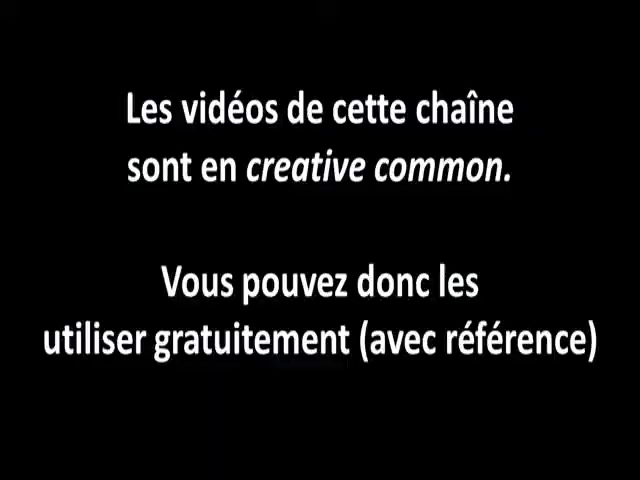 Les vidéos de cette chaîne
sont en creative common.
Vous pouvez donc les
utiliser gratuitement (avec référence)